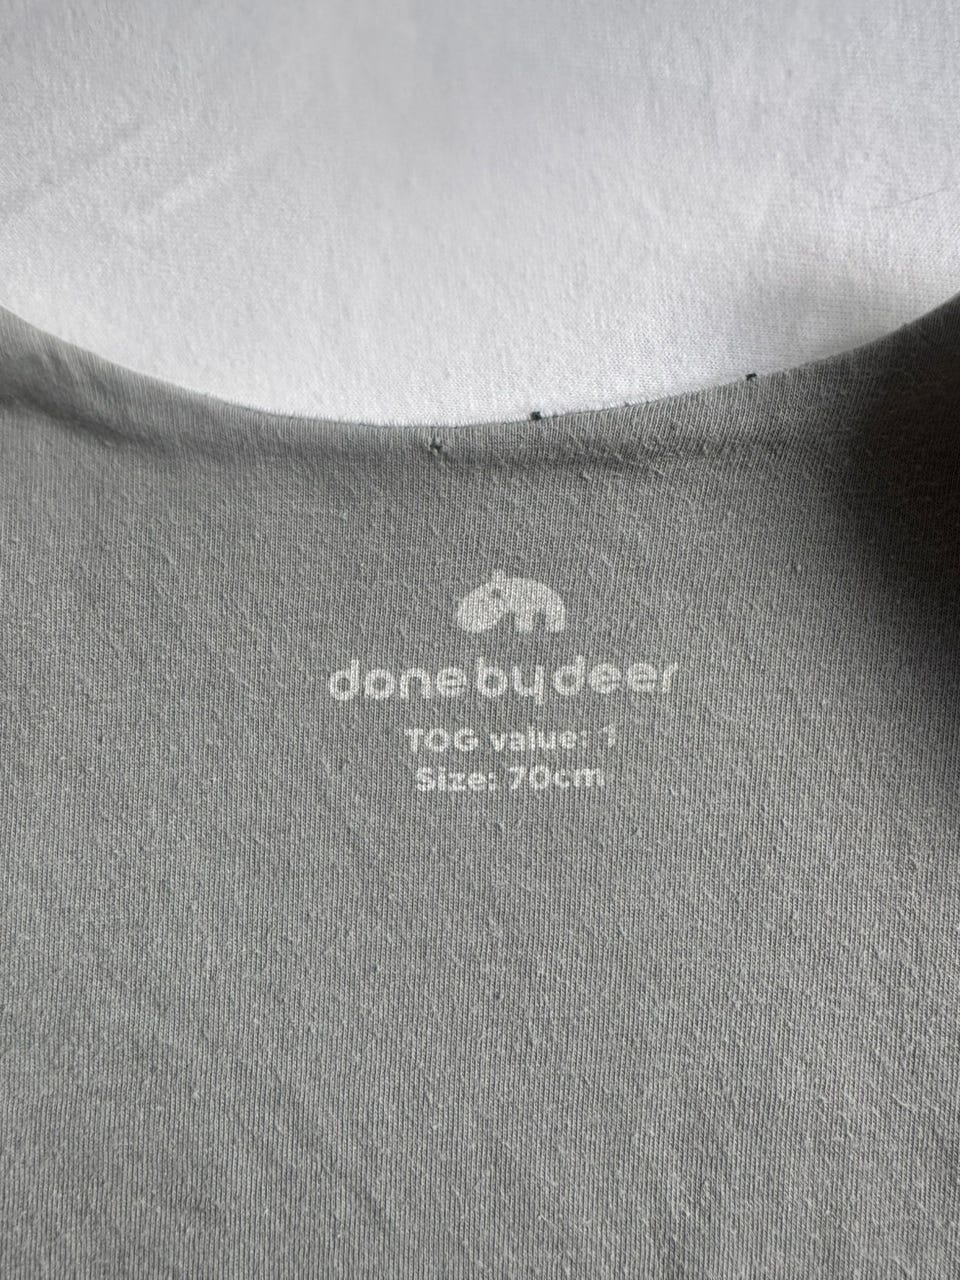 done by deer
TOG value: 1
Size: 70cm